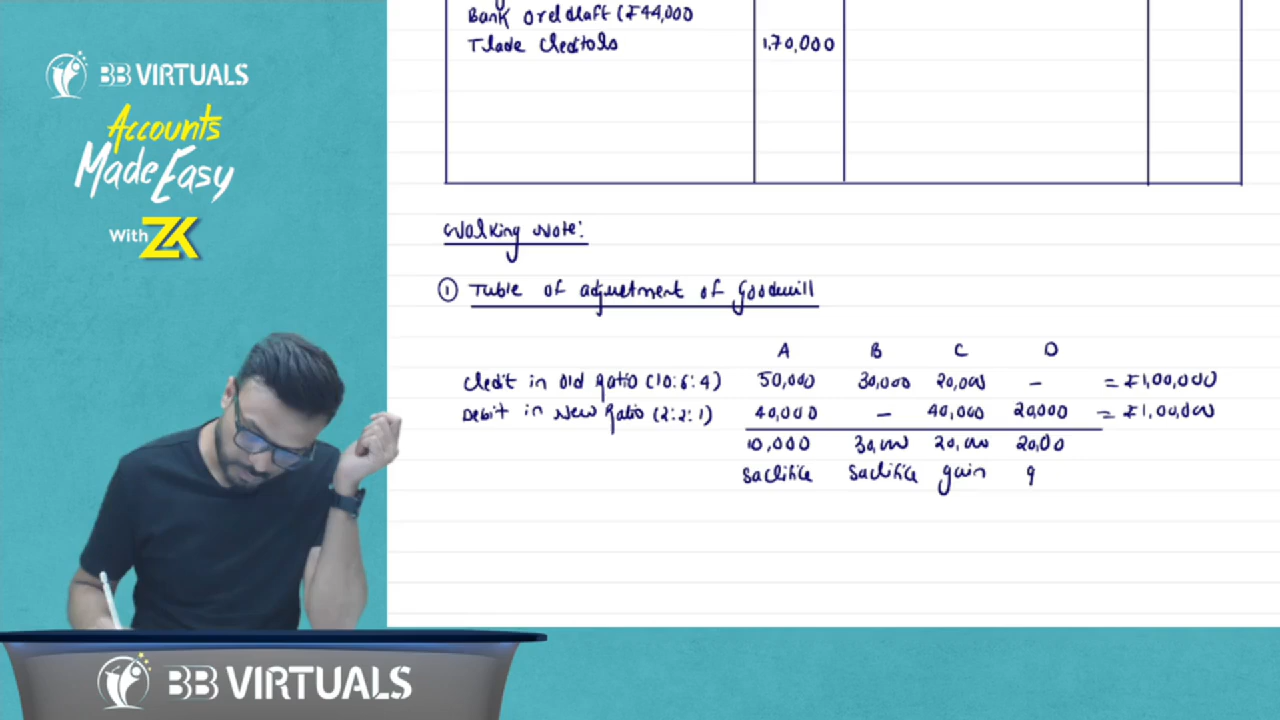 BB VIRTUALS
Accounts
Made Easy
With ZK
Bank overdraft (₹44,000
Trade Creditors 1,70,000
Working Note:
① Table of adjustment of Goodwill
A B C D
Credit in Old Ratio (10:6:4) 50,000 30,000 20,000 – = ₹1,00,000
Debit in New Ratio (2:2:1) 40,000 – 40,000 20,000 = ₹1,00,000
10,000 30,000 20,000 20,00
Sacrifice Sacrifice gain g
BB VIRTUALS